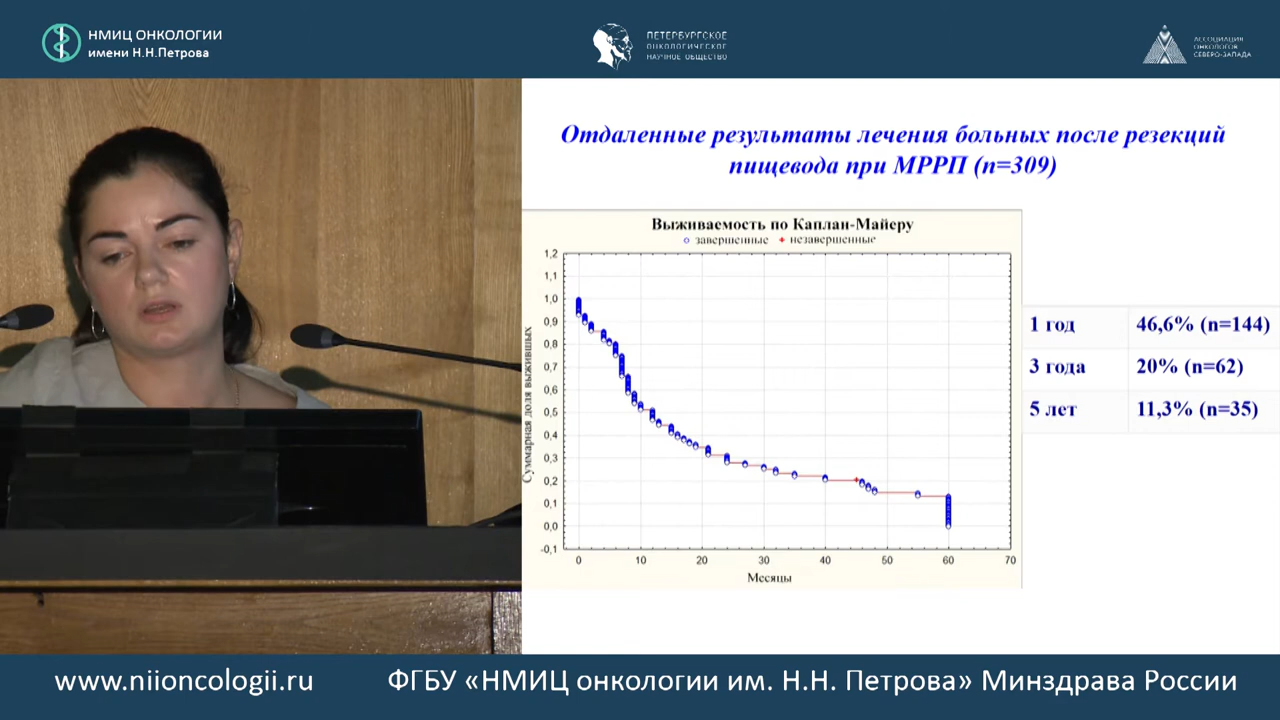 НМИЦ ОНКОЛОГИИ
имени Н.Н.Петрова
ПЕТЕРБУРГСКОЕ
ОНКОЛОГИЧЕСКОЕ
НАУЧНОЕ ОБЩЕСТВО
АССОЦИАЦИЯ
ОНКОЛОГОВ
СЕВЕРО-ЗАПАДА
Отдаленные результаты лечения больных после резекций
пищевода при МРРП (n=309)
Выживаемость по Каплан-Майеру
завершенные незавершенные
Суммарная доля выживших
1,2
1,1
1,0
0,9
0,8
0,7
0,6
0,5
0,4
0,3
0,2
0,1
0,0
-0,1
0 10 20 30 40 50 60 70
Месяцы
1 год 46,6% (n=144)
3 года 20% (n=62)
5 лет 11,3% (n=35)
www.niioncologii.ru ФГБУ «НМИЦ онкологии им. Н.Н. Петрова» Минздрава России